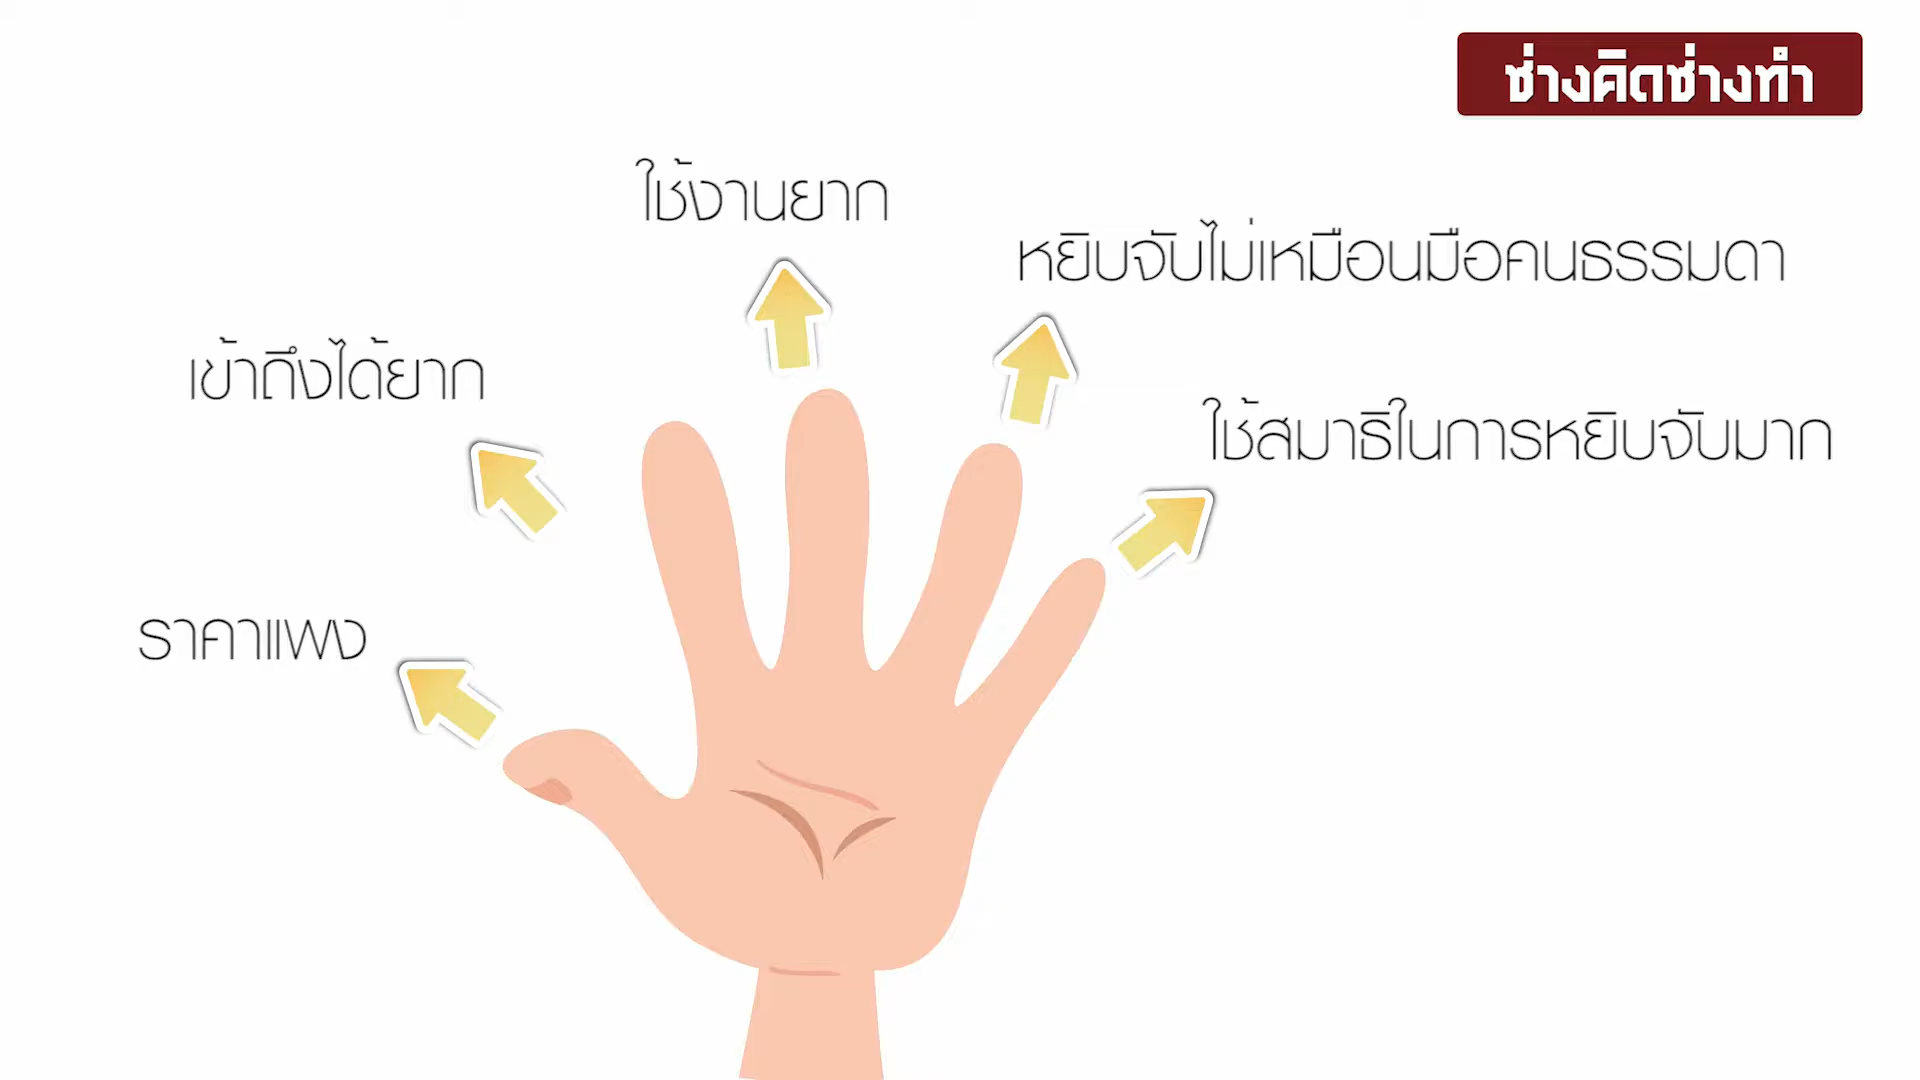 ช่างคิดช่างทำ
ใช้งานยาก
หยิบจับไม่เหมือนมือคนธรรมดา
เข้าถึงได้ยาก
ใช้สมาธิในการหยิบจับมาก
ราคาแพง